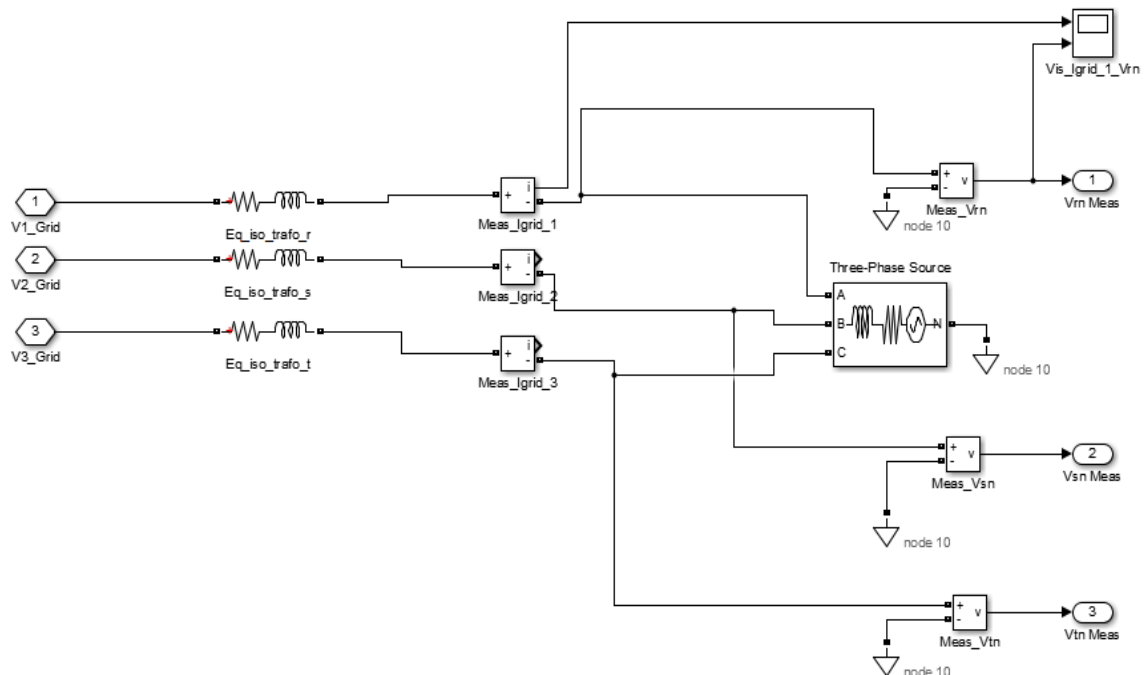 Vis_Igrid_1_Vrn
i
+
-
Meas_Igrid_1
+
-
v
Meas_Vrn
1
Vrn Meas
node 10
1
V1_Grid
Eq_iso_trafo_r
2
V2_Grid
Eq_iso_trafo_s
i
+
-
Meas_Igrid_2
Three-Phase Source
A
B
C
N
node 10
3
V3_Grid
Eq_iso_trafo_t
i
+
-
Meas_Igrid_3
+
-
v
Meas_Vsn
2
Vsn Meas
node 10
+
-
v
Meas_Vtn
3
Vtn Meas
node 10